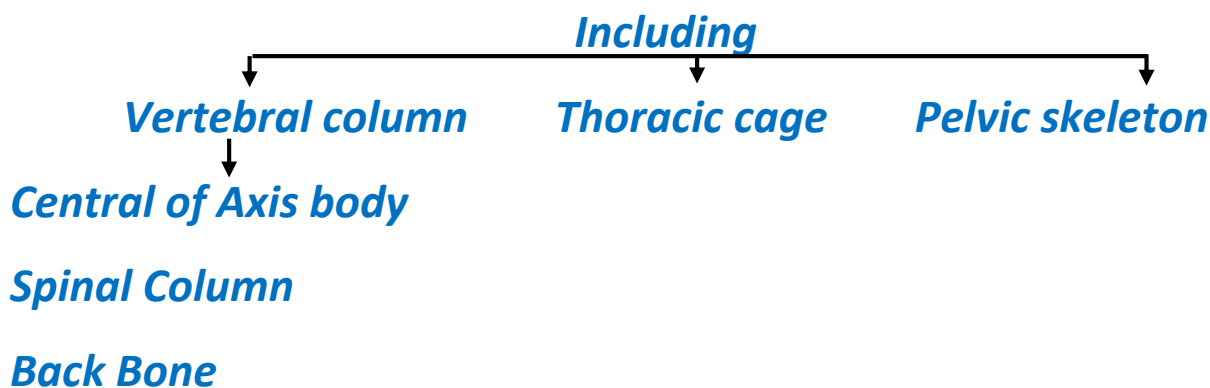 Including
Vertebral column Thoracic cage Pelvic skeleton
Central of Axis body
Spinal Column
Back Bone